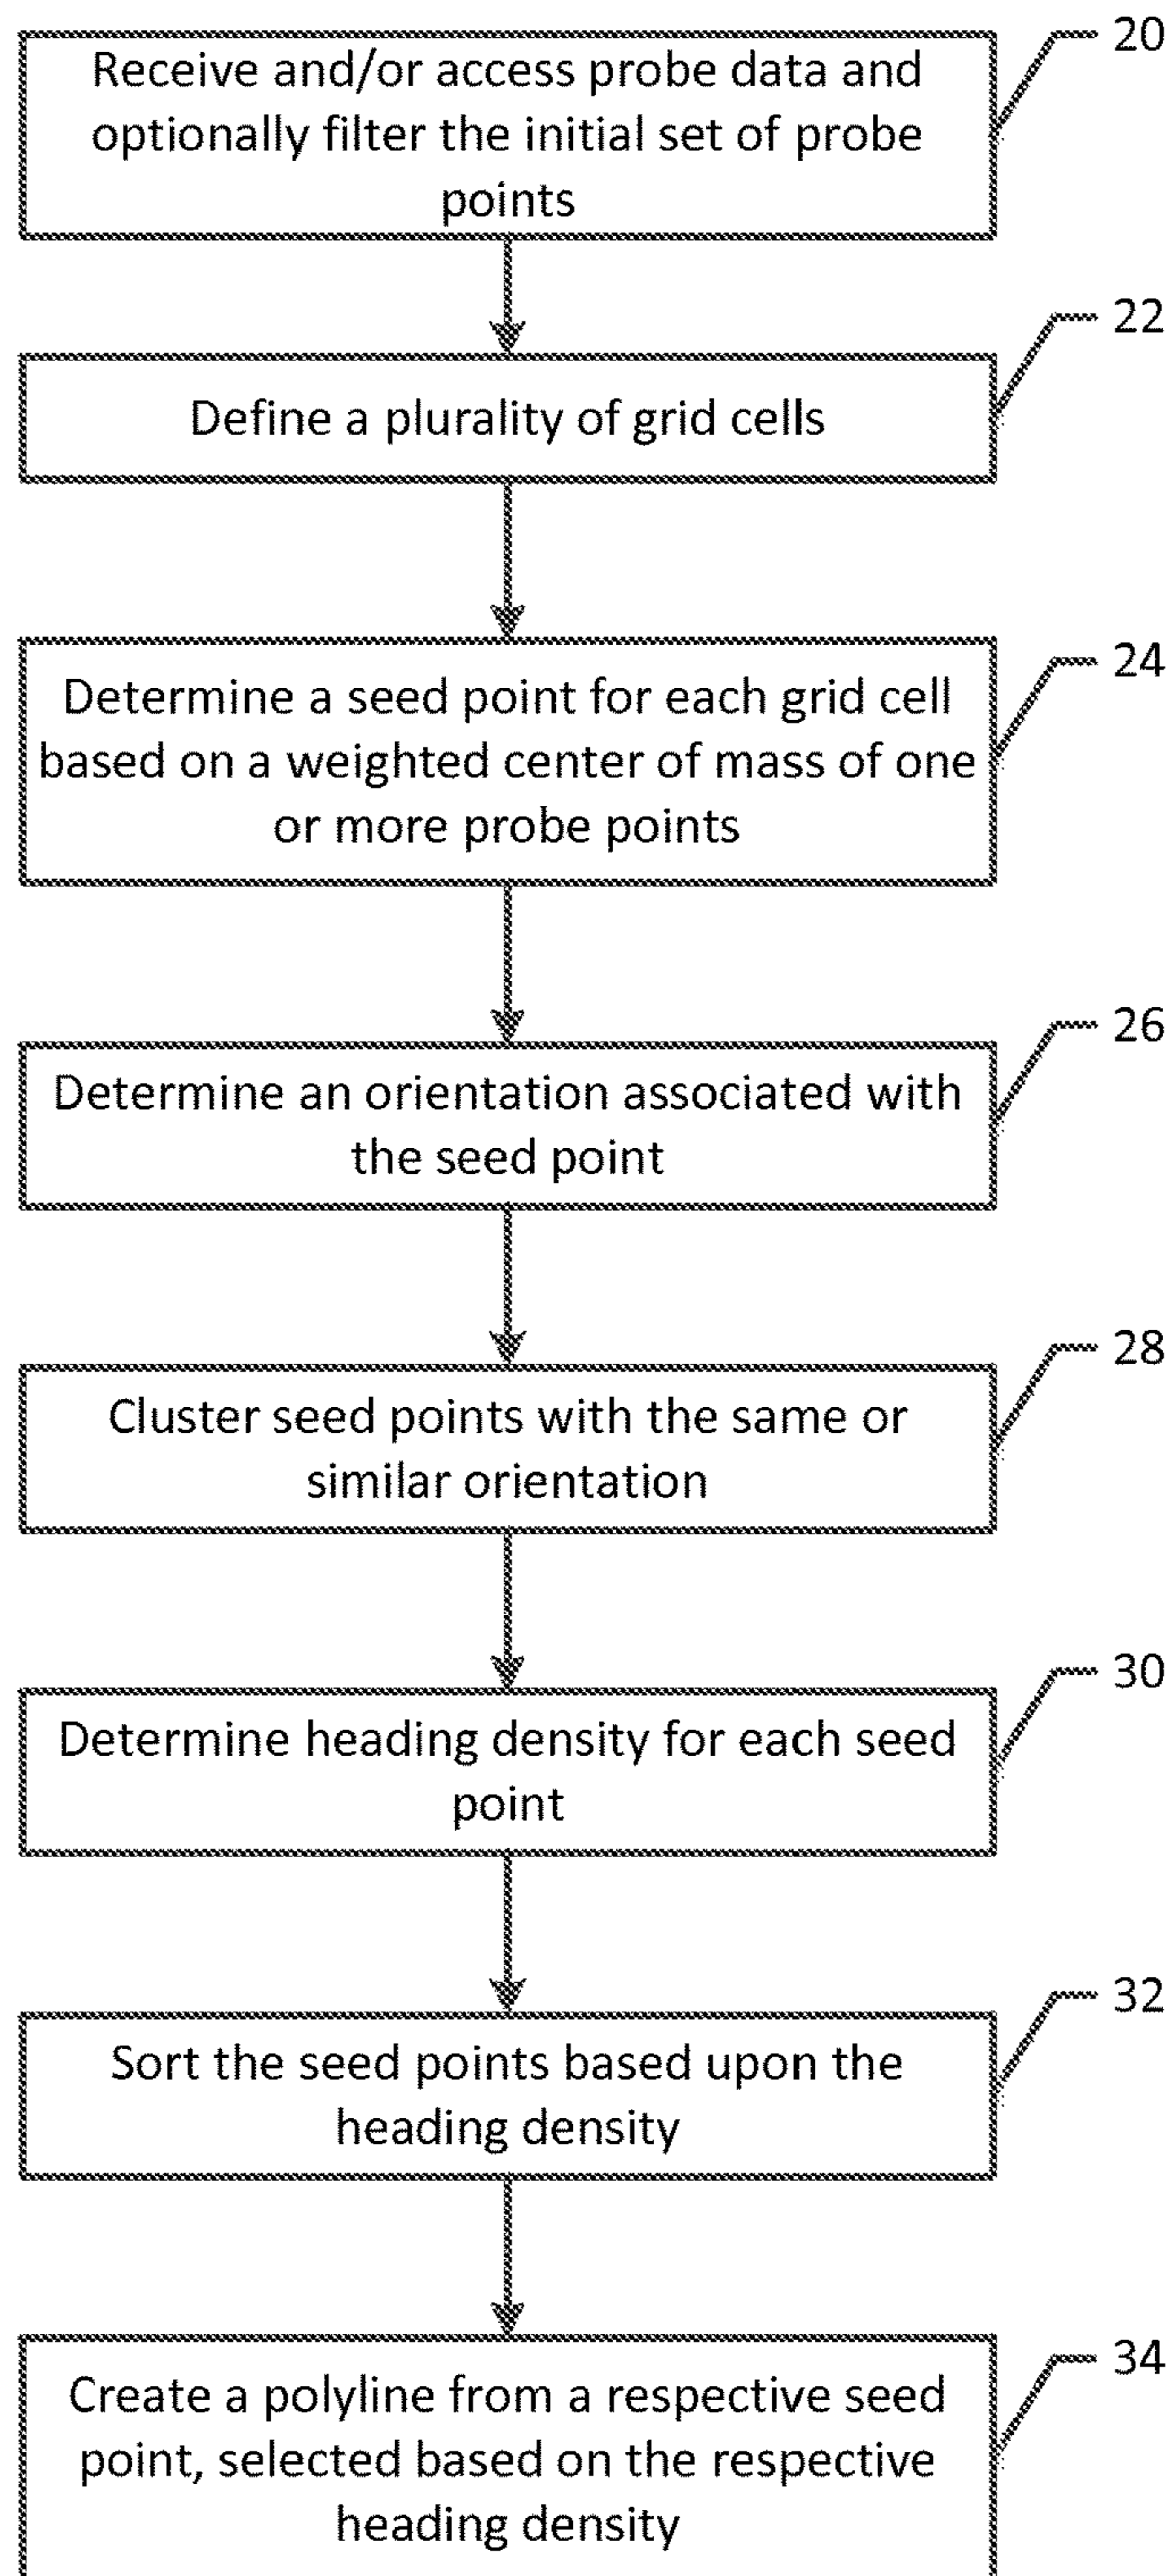 20
Receive and/or access probe data and
optionally filter the initial set of probe
points
22
Define a plurality of grid cells
24
Determine a seed point for each grid cell
based on a weighted center of mass of one
or more probe points
26
Determine an orientation associated with
the seed point
28
Cluster seed points with the same or
similar orientation
30
Determine heading density for each seed
point
32
Sort the seed points based upon the
heading density
34
Create a polyline from a respective seed
point, selected based on the respective
heading density